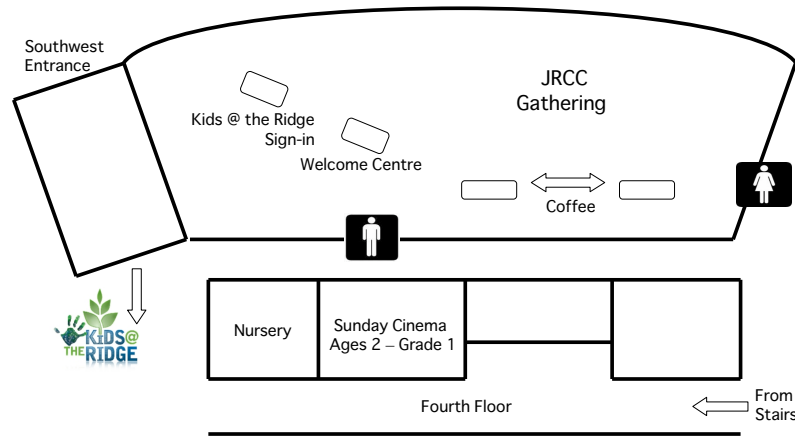 Southwest
Entrance
JRCC
Gathering
Kids @ the Ridge
Sign-in
Welcome Centre
Coffee
KIDS@
THE RIDGE
Nursery
Sunday Cinema
Ages 2 – Grade 1
Fourth Floor
From
Stairs